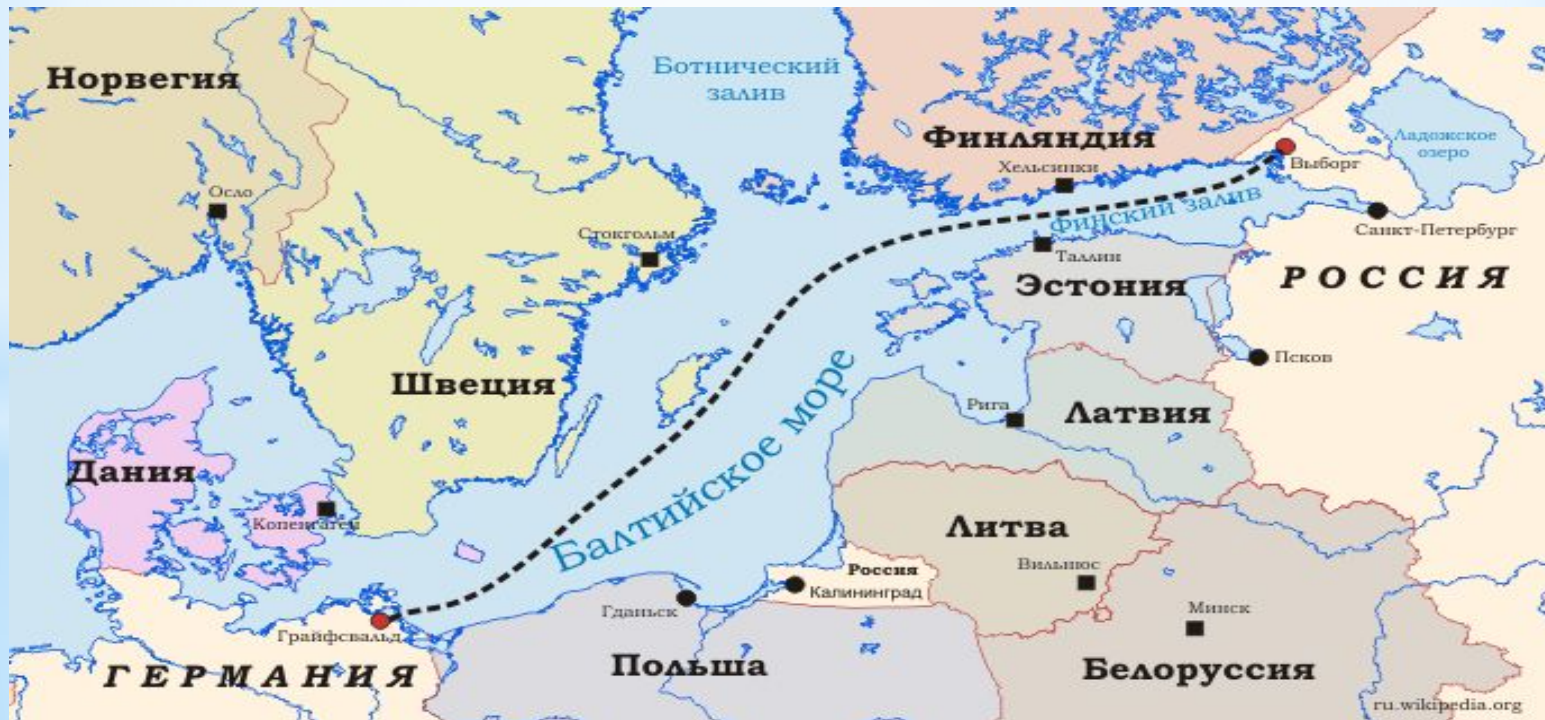 Норвегия
Ботнический
залив
Финляндия
Ладожское
озеро
Выборг
Хельсинки
Осло
Финский залив
Санкт-Петербург
Стокгольм
Таллин
Эстония
РОССИЯ
Псков
Швеция
Балтийское море
Рига
Латвия
Дания
Копенгаген
Литва
Вильнюс
Россия
Калининград
Гданьск
Минск
Грайфсвальд
ГЕРМАНИЯ
Польша
Белоруссия
ru.wikipedia.org